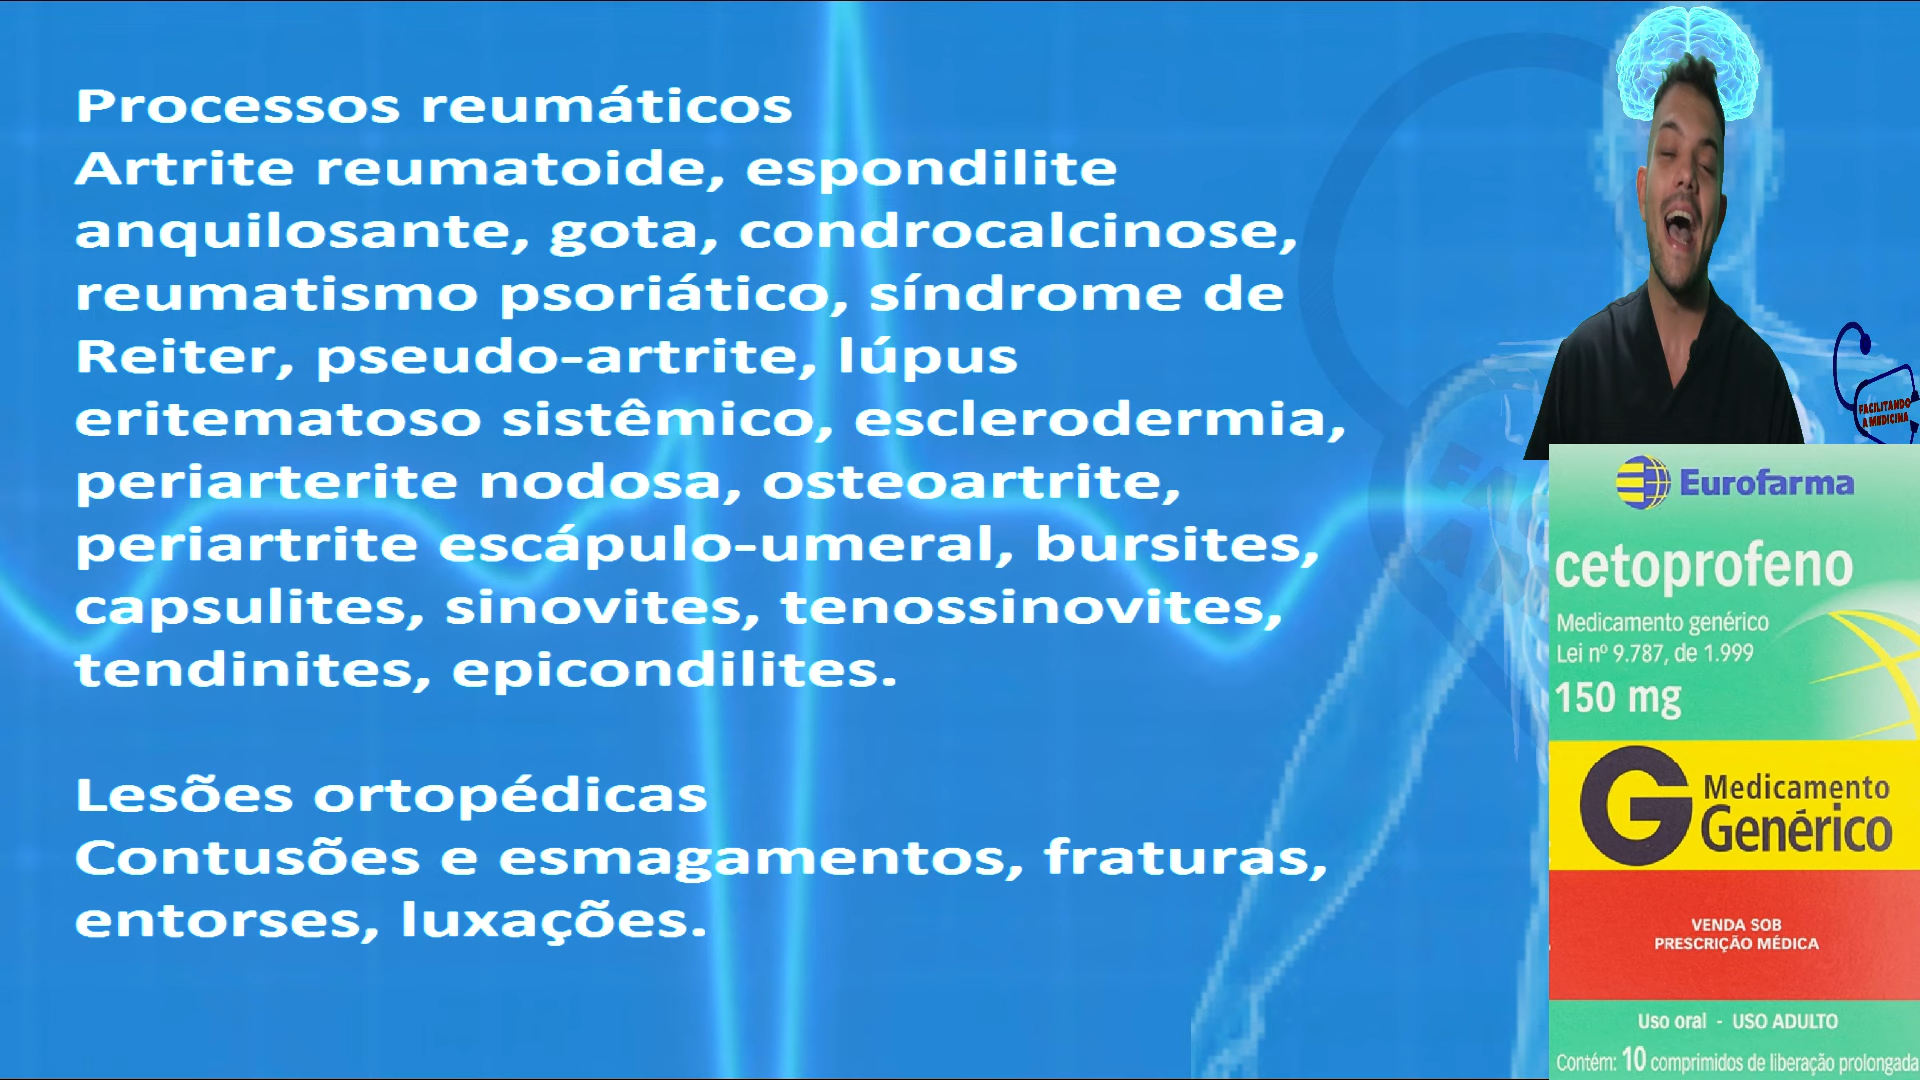 Processos reumáticos
Artrite reumatoide, espondilite
anquilosante, gota, condrocalcinose,
reumatismo psoriático, síndrome de
Reiter, pseudo-artrite, lúpus
eritematoso sistêmico, esclerodermia,
periarterite nodosa, osteoartrite,
periartrite escápulo-umeral, bursites,
capsulites, sinovites, tenossinovites,
tendinites, epicondilites.
Lesões ortopédicas
Contusões e esmagamentos, fraturas,
entorses, luxações.
FACILITANDO
A MEDICINA
Eurofarma
cetoprofeno
Medicamento genérico
Lei nº 9.787, de 1.999
150 mg
G Medicamento
Genérico
VENDA SOB
PRESCRIÇÃO MÉDICA
Uso oral - USO ADULTO
Contém: 10 comprimidos de liberação prolongada